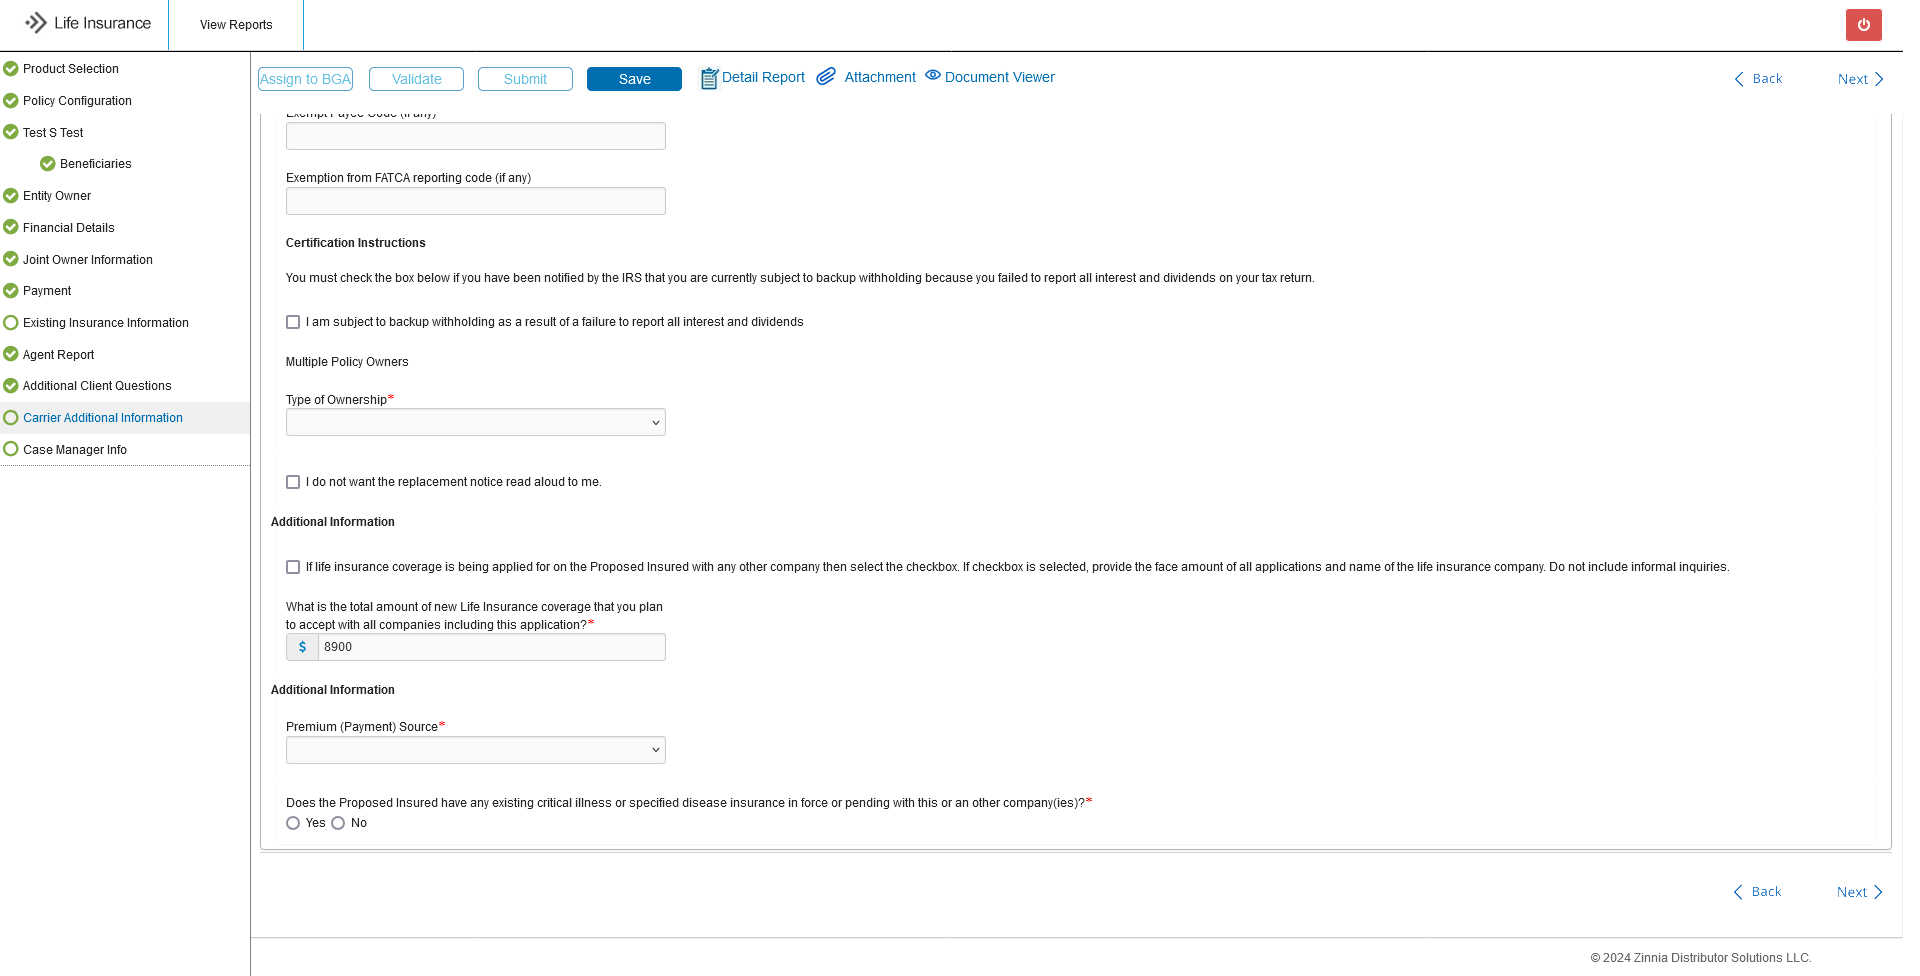 Life Insurance
View Reports
Product Selection
Policy Configuration
Test S Test
Beneficiaries
Entity Owner
Financial Details
Joint Owner Information
Payment
Existing Insurance Information
Agent Report
Additional Client Questions
Carrier Additional Information
Case Manager Info
Assign to BGA
Validate
Submit
Save
Detail Report
Attachment
Document Viewer
Back
Next
Exempt Payee Code (if any)
Exemption from FATCA reporting code (if any)
Certification Instructions
You must check the box below if you have been notified by the IRS that you are currently subject to backup withholding because you failed to report all interest and dividends on your tax return.
I am subject to backup withholding as a result of a failure to report all interest and dividends
Multiple Policy Owners
Type of Ownership*
I do not want the replacement notice read aloud to me.
Additional Information
If life insurance coverage is being applied for on the Proposed Insured with any other company then select the checkbox. If checkbox is selected, provide the face amount of all applications and name of the life insurance company. Do not include informal inquiries.
What is the total amount of new Life Insurance coverage that you plan
to accept with all companies including this application?*
$ 8900
Additional Information
Premium (Payment) Source*
Does the Proposed Insured have any existing critical illness or specified disease insurance in force or pending with this or an other company(ies)?*
Yes No
Back
Next
© 2024 Zinnia Distributor Solutions LLC.